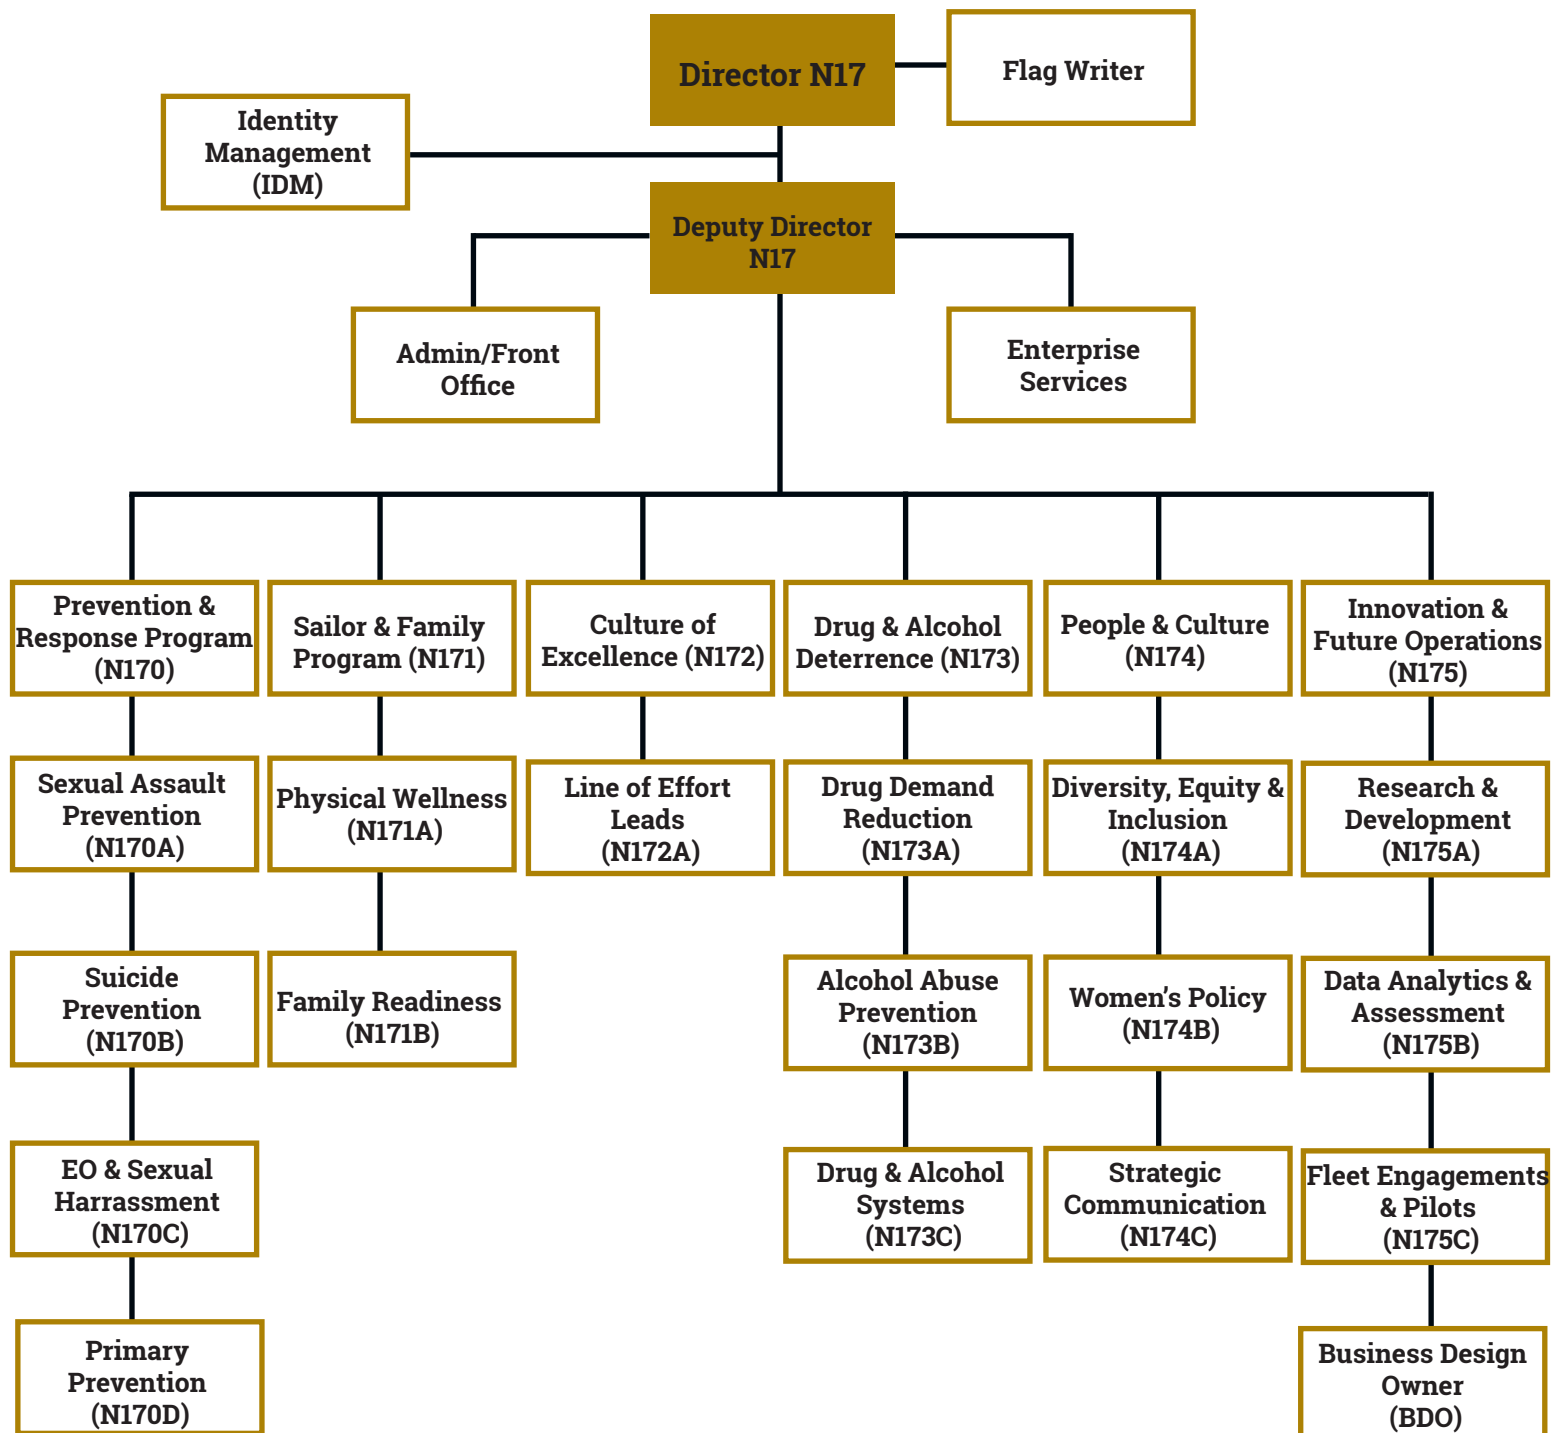 Director N17
Flag Writer
Identity
Management
(IDM)
Deputy Director
N17
Admin/Front
Office
Enterprise
Services
Prevention &
Response Program
(N170)
Sailor & Family
Program (N171)
Culture of
Excellence (N172)
Drug & Alcohol
Deterrence (N173)
People & Culture
(N174)
Innovation &
Future Operations
(N175)
Sexual Assault
Prevention
(N170A)
Physical Wellness
(N171A)
Line of Effort
Leads
(N172A)
Drug Demand
Reduction
(N173A)
Diversity, Equity &
Inclusion
(N174A)
Research &
Development
(N175A)
Suicide
Prevention
(N170B)
Family Readiness
(N171B)
Alcohol Abuse
Prevention
(N173B)
Women’s Policy
(N174B)
Data Analytics &
Assessment
(N175B)
EO & Sexual
Harrassment
(N170C)
Drug & Alcohol
Systems
(N173C)
Strategic
Communication
(N174C)
Fleet Engagements
& Pilots
(N175C)
Primary
Prevention
(N170D)
Business Design
Owner
(BDO)